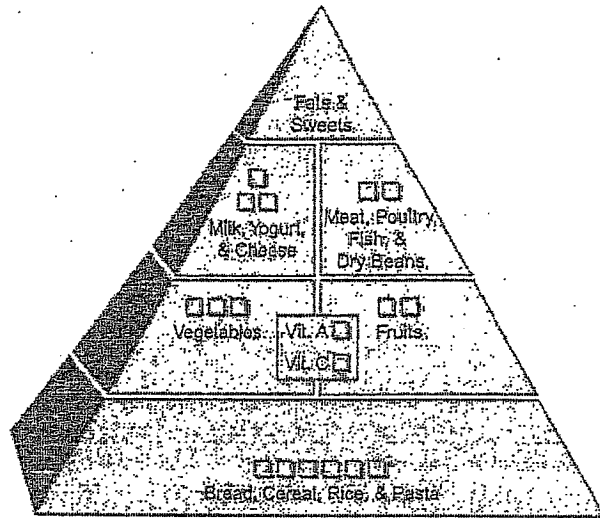 Fats &
Sweets
Milk, Yogurt,
& Cheese
Meat, Poultry,
Fish, &
Dry Beans
Vegetables
Vit. A
Vit. C
Fruits
Bread, Cereal, Rice, & Pasta